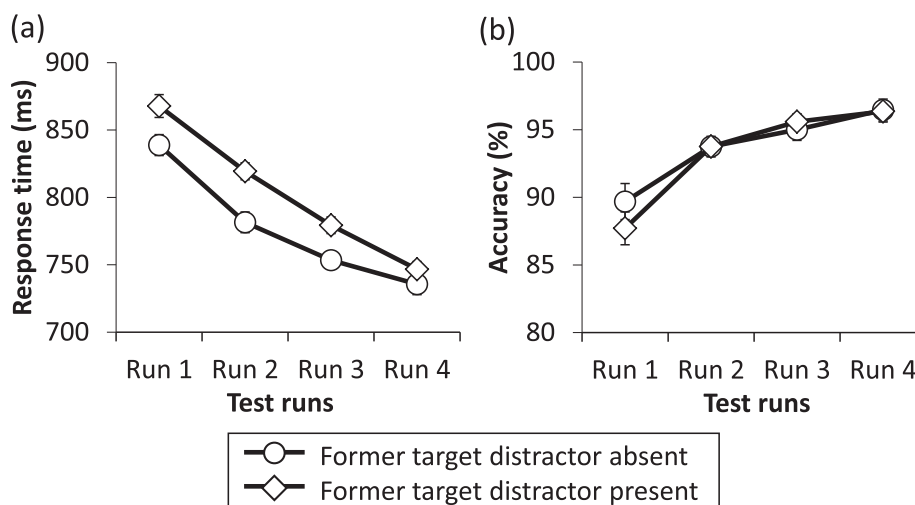 (a)
Response time (ms)
900
850
800
750
700
Run 1 Run 2 Run 3 Run 4
Test runs
(b)
Accuracy (%)
100
95
90
85
80
Run 1 Run 2 Run 3 Run 4
Test runs
Former target distractor absent
Former target distractor present